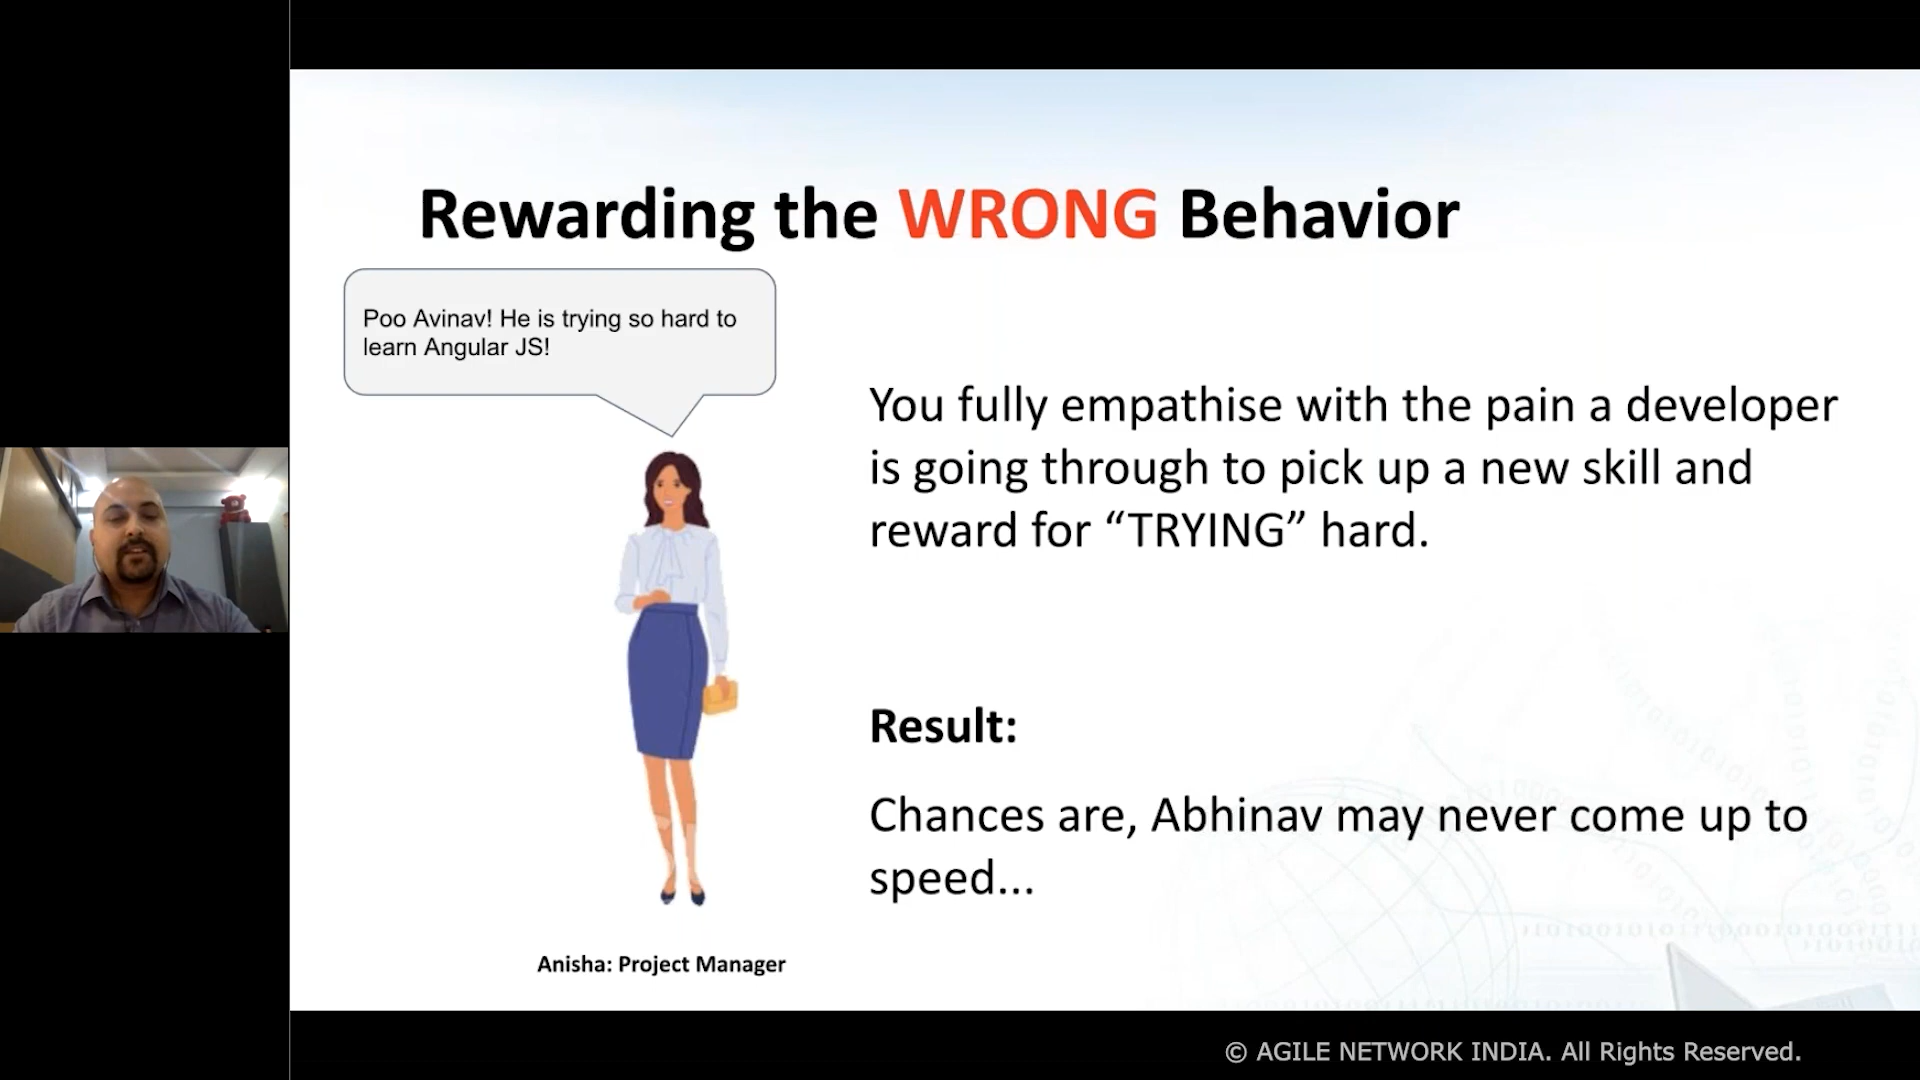 Rewarding the WRONG Behavior
Poo Avinav! He is trying so hard to
learn Angular JS!
You fully empathise with the pain a developer
is going through to pick up a new skill and
reward for “TRYING” hard.
Result:
Chances are, Abhinav may never come up to
speed...
Anisha: Project Manager
© AGILE NETWORK INDIA. All Rights Reserved.